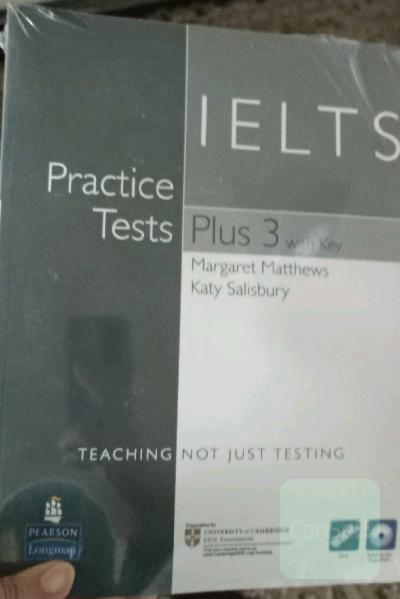 IELTS
Practice
Tests
Plus 3 with Key
Margaret Matthews
Katy Salisbury
TEACHING NOT JUST TESTING
PEARSON
Longman
UNIVERSITY of CAMBRIDGE